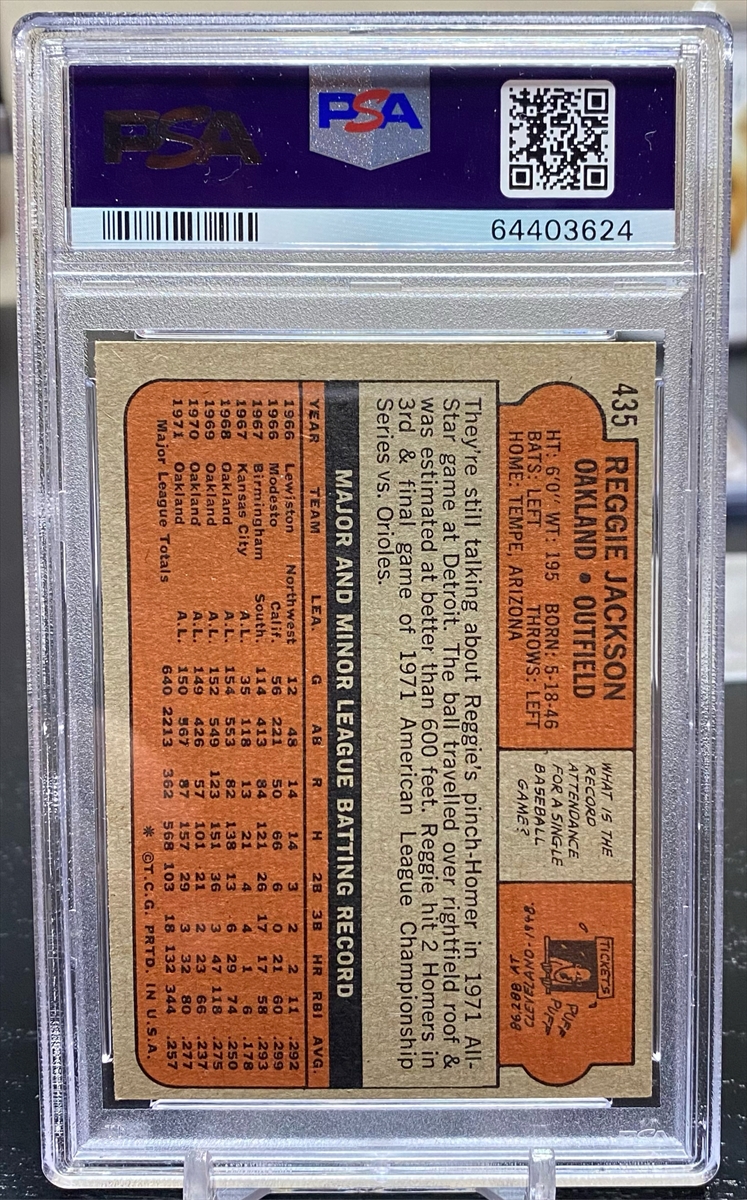 PSA
PSA
64403624
435
REGGIE JACKSON
OAKLAND • OUTFIELD
HT: 6'0" WT: 195 BORN: 5-18-46
BATS: LEFT THROWS: LEFT
HOME: TEMPE, ARIZONA
WHAT IS THE
RECORD
ATTENDANCE
FOR A SINGLE
BASEBALL
GAME?
TICKETS
PUF
PUF
86,288 AT
CLEVELAND-1948.
They're still talking about Reggie's pinch-Homer in 1971 All-
Star game at Detroit. The ball travelled over rightfield roof &
was estimated at better than 600 feet. Reggie hit 2 Homers in
3rd & final game of 1971 American League Championship
Series vs. Orioles.
MAJOR AND MINOR LEAGUE BATTING RECORD
YEAR TEAM LEA. G AB R H 2B 3B HR RBI AVG.
1966 Lewiston Northwest 12 48 14 14 3 2 2 11 .292
1966 Modesto Calif. 56 221 50 66 6 0 21 60 .299
1967 Birmingham South. 114 413 84 121 26 17 17 58 .293
1967 Kansas City A.L. 35 118 13 21 4 4 1 6 .178
1968 Oakland A.L. 154 553 82 138 13 6 29 74 .250
1969 Oakland A.L. 152 549 123 151 36 3 47 118 .275
1970 Oakland A.L. 149 426 57 101 21 2 23 66 .237
1971 Oakland A.L. 150 567 87 157 29 3 32 80 .277
Major League Totals 640 2213 362 568 103 18 132 344 .257
* ©T.C.G. PRTD. IN U.S.A.